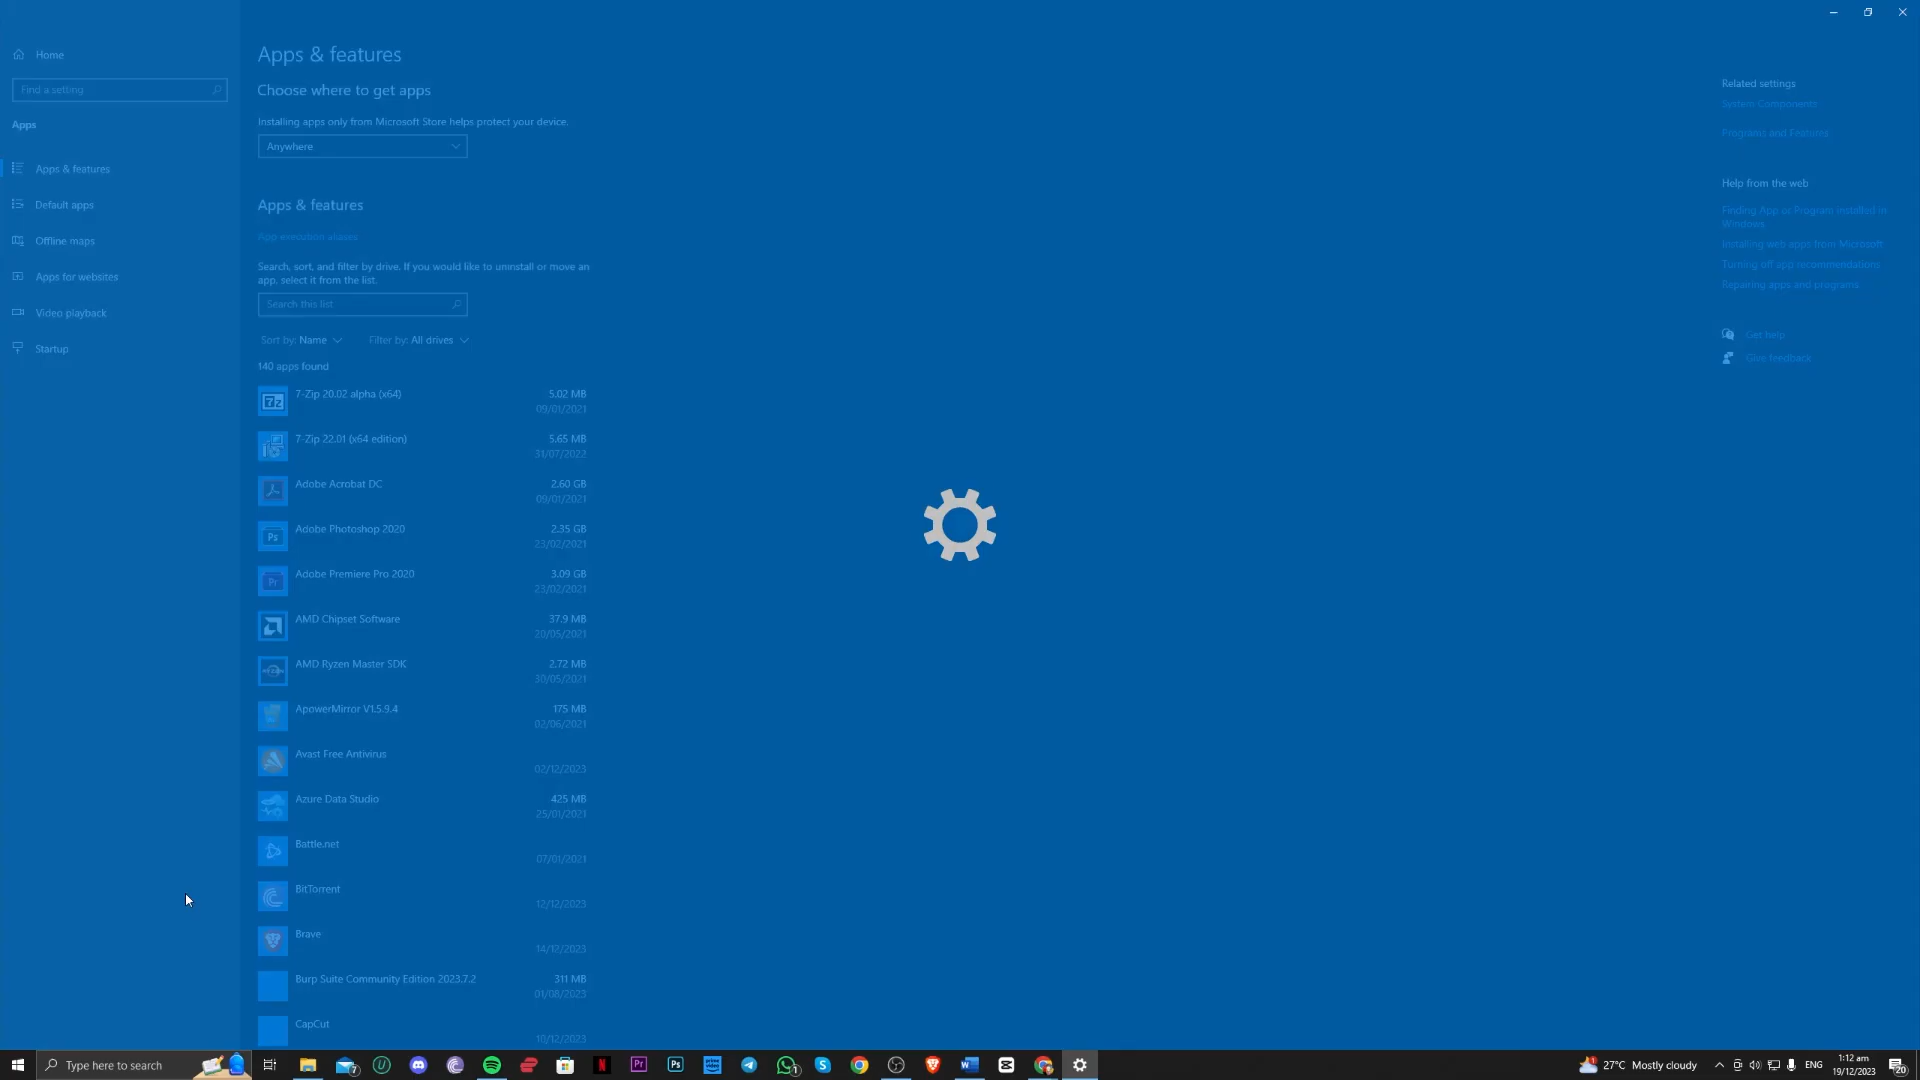 Home
Find a setting
Apps
Apps & features
Default apps
Offline maps
Apps for websites
Video playback
Startup
Apps & features
Choose where to get apps
Installing apps only from Microsoft Store helps protect your device.
Anywhere
Apps & features
App execution aliases
Search, sort, and filter by drive. If you would like to uninstall or move an
app, select it from the list.
Search this list
Sort by: Name
Filter by: All drives
140 apps found
7-Zip 20.02 alpha (x64)
5.02 MB
09/01/2021
7-Zip 22.01 (x64 edition)
5.65 MB
31/07/2022
Adobe Acrobat DC
2.60 GB
09/01/2021
Adobe Photoshop 2020
2.35 GB
23/02/2021
Adobe Premiere Pro 2020
3.09 GB
23/02/2021
AMD Chipset Software
37.9 MB
20/05/2021
AMD Ryzen Master SDK
2.72 MB
30/05/2021
ApowerMirror V1.5.9.4
175 MB
02/06/2021
Avast Free Antivirus
02/12/2023
Azure Data Studio
425 MB
25/01/2021
Battle.net
07/01/2021
BitTorrent
12/12/2023
Brave
14/12/2023
Burp Suite Community Edition 2023.7.2
311 MB
01/08/2023
CapCut
10/12/2023
Related settings
System Components
Programs and Features
Help from the web
Finding App or Program installed in
Windows
Installing web apps from Microsoft
Turning off app recommendations
Repairing apps and programs
Get help
Give feedback
Type here to search
27°C Mostly cloudy
ENG
1:12 am
19/12/2023
20